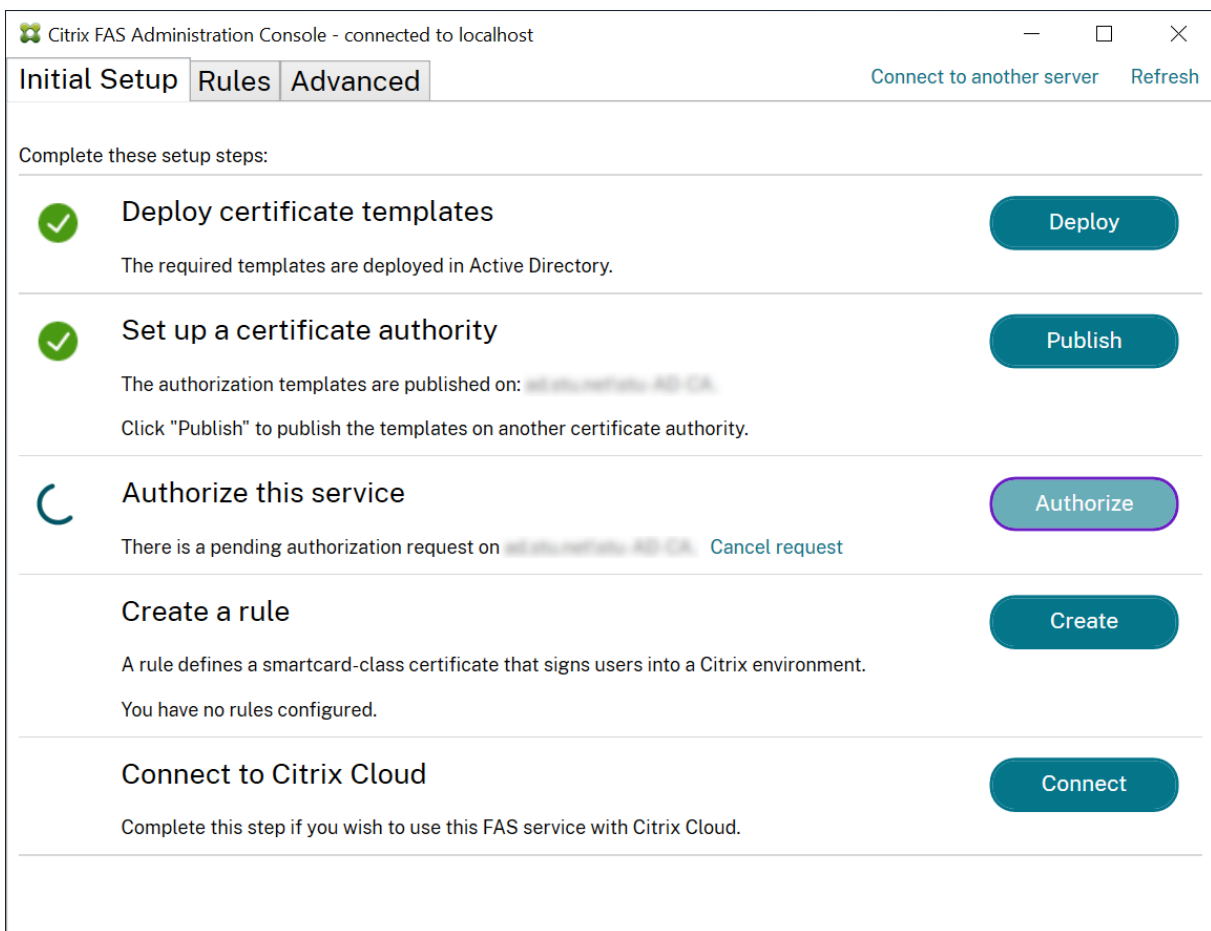 Citrix FAS Administration Console - connected to localhost
Initial Setup Rules Advanced Connect to another server Refresh
Complete these setup steps:
Deploy certificate templates
Deploy
The required templates are deployed in Active Directory.
Set up a certificate authority
Publish
The authorization templates are published on:
Click "Publish" to publish the templates on another certificate authority.
Authorize this service
Authorize
There is a pending authorization request on Cancel request
Create a rule
Create
A rule defines a smartcard-class certificate that signs users into a Citrix environment.
You have no rules configured.
Connect to Citrix Cloud
Connect
Complete this step if you wish to use this FAS service with Citrix Cloud.